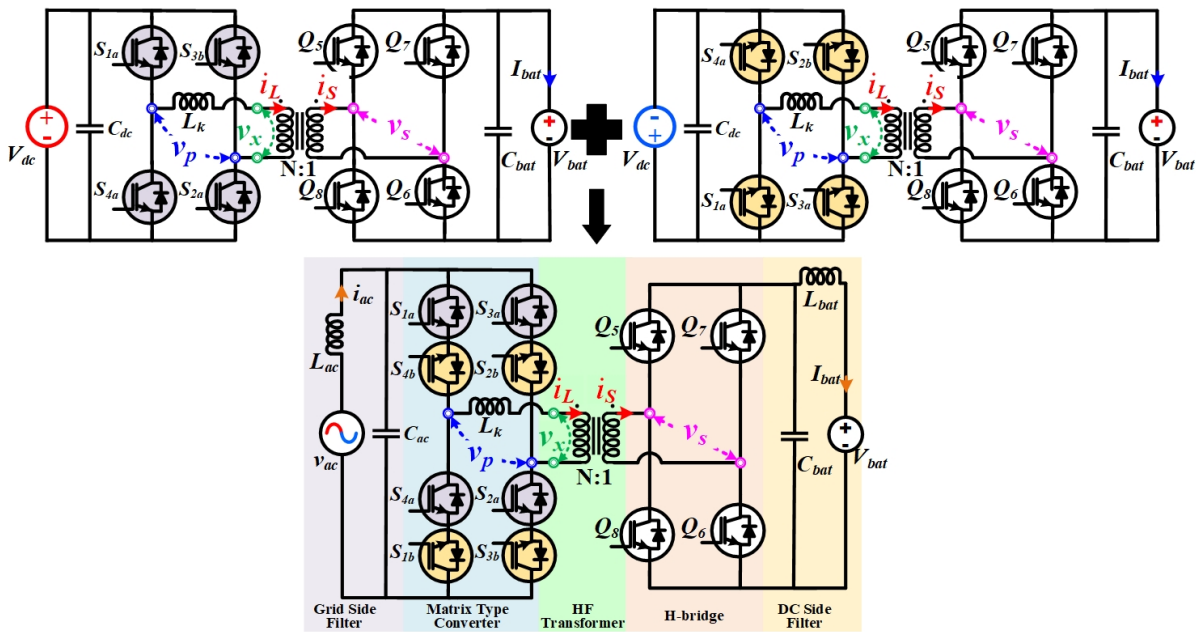 S1a
S3b
Q5
Q7
Ibat
iL
iS
+
-
Vdc
Cdc
Lk
vp
vx
vs
N:1
Cbat
+
-
Vbat
S4a
S2a
Q8
Q6
S4a
S2b
Q5
Q7
Ibat
iL
iS
-
+
Vdc
Cdc
Lk
vp
vx
vs
N:1
Cbat
+
-
Vbat
S1a
S3a
Q8
Q6
iac
Lac
vac
Cac
S1a
S3a
S4b
S2b
iL
iS
Lk
vp
vx
N:1
S4a
S2a
S1b
S3b
Q5
Q7
vs
Q8
Q6
Lbat
Ibat
+
-
Vbat
Cbat
Grid Side
Filter
Matrix Type
Converter
HF
Transformer
H-bridge
DC Side
Filter